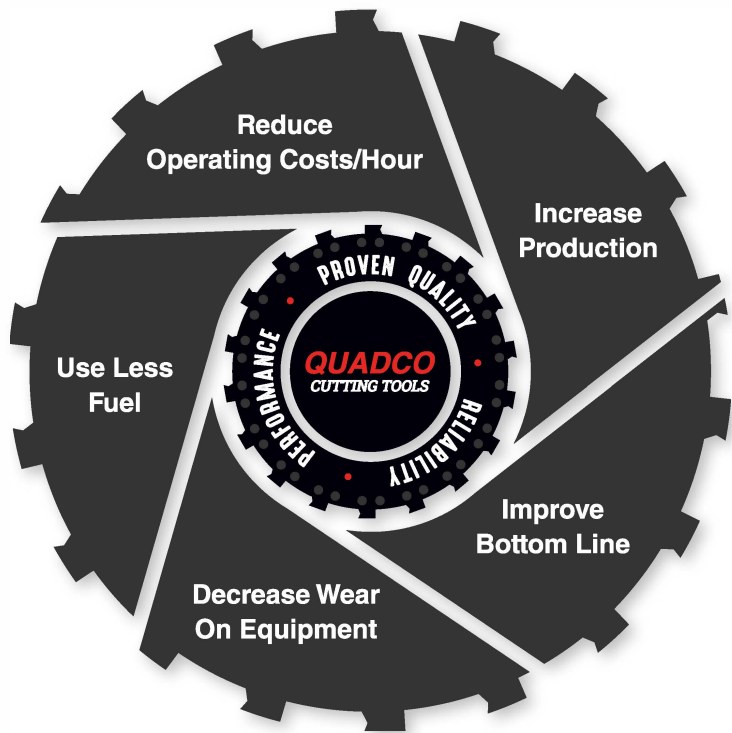 Reduce
Operating Costs/Hour
Increase
Production
PROVEN QUALITY
Use Less
Fuel
PERFORMANCE
QUADCO
CUTTING TOOLS
RELIABILITY
Improve
Bottom Line
Decrease Wear
On Equipment